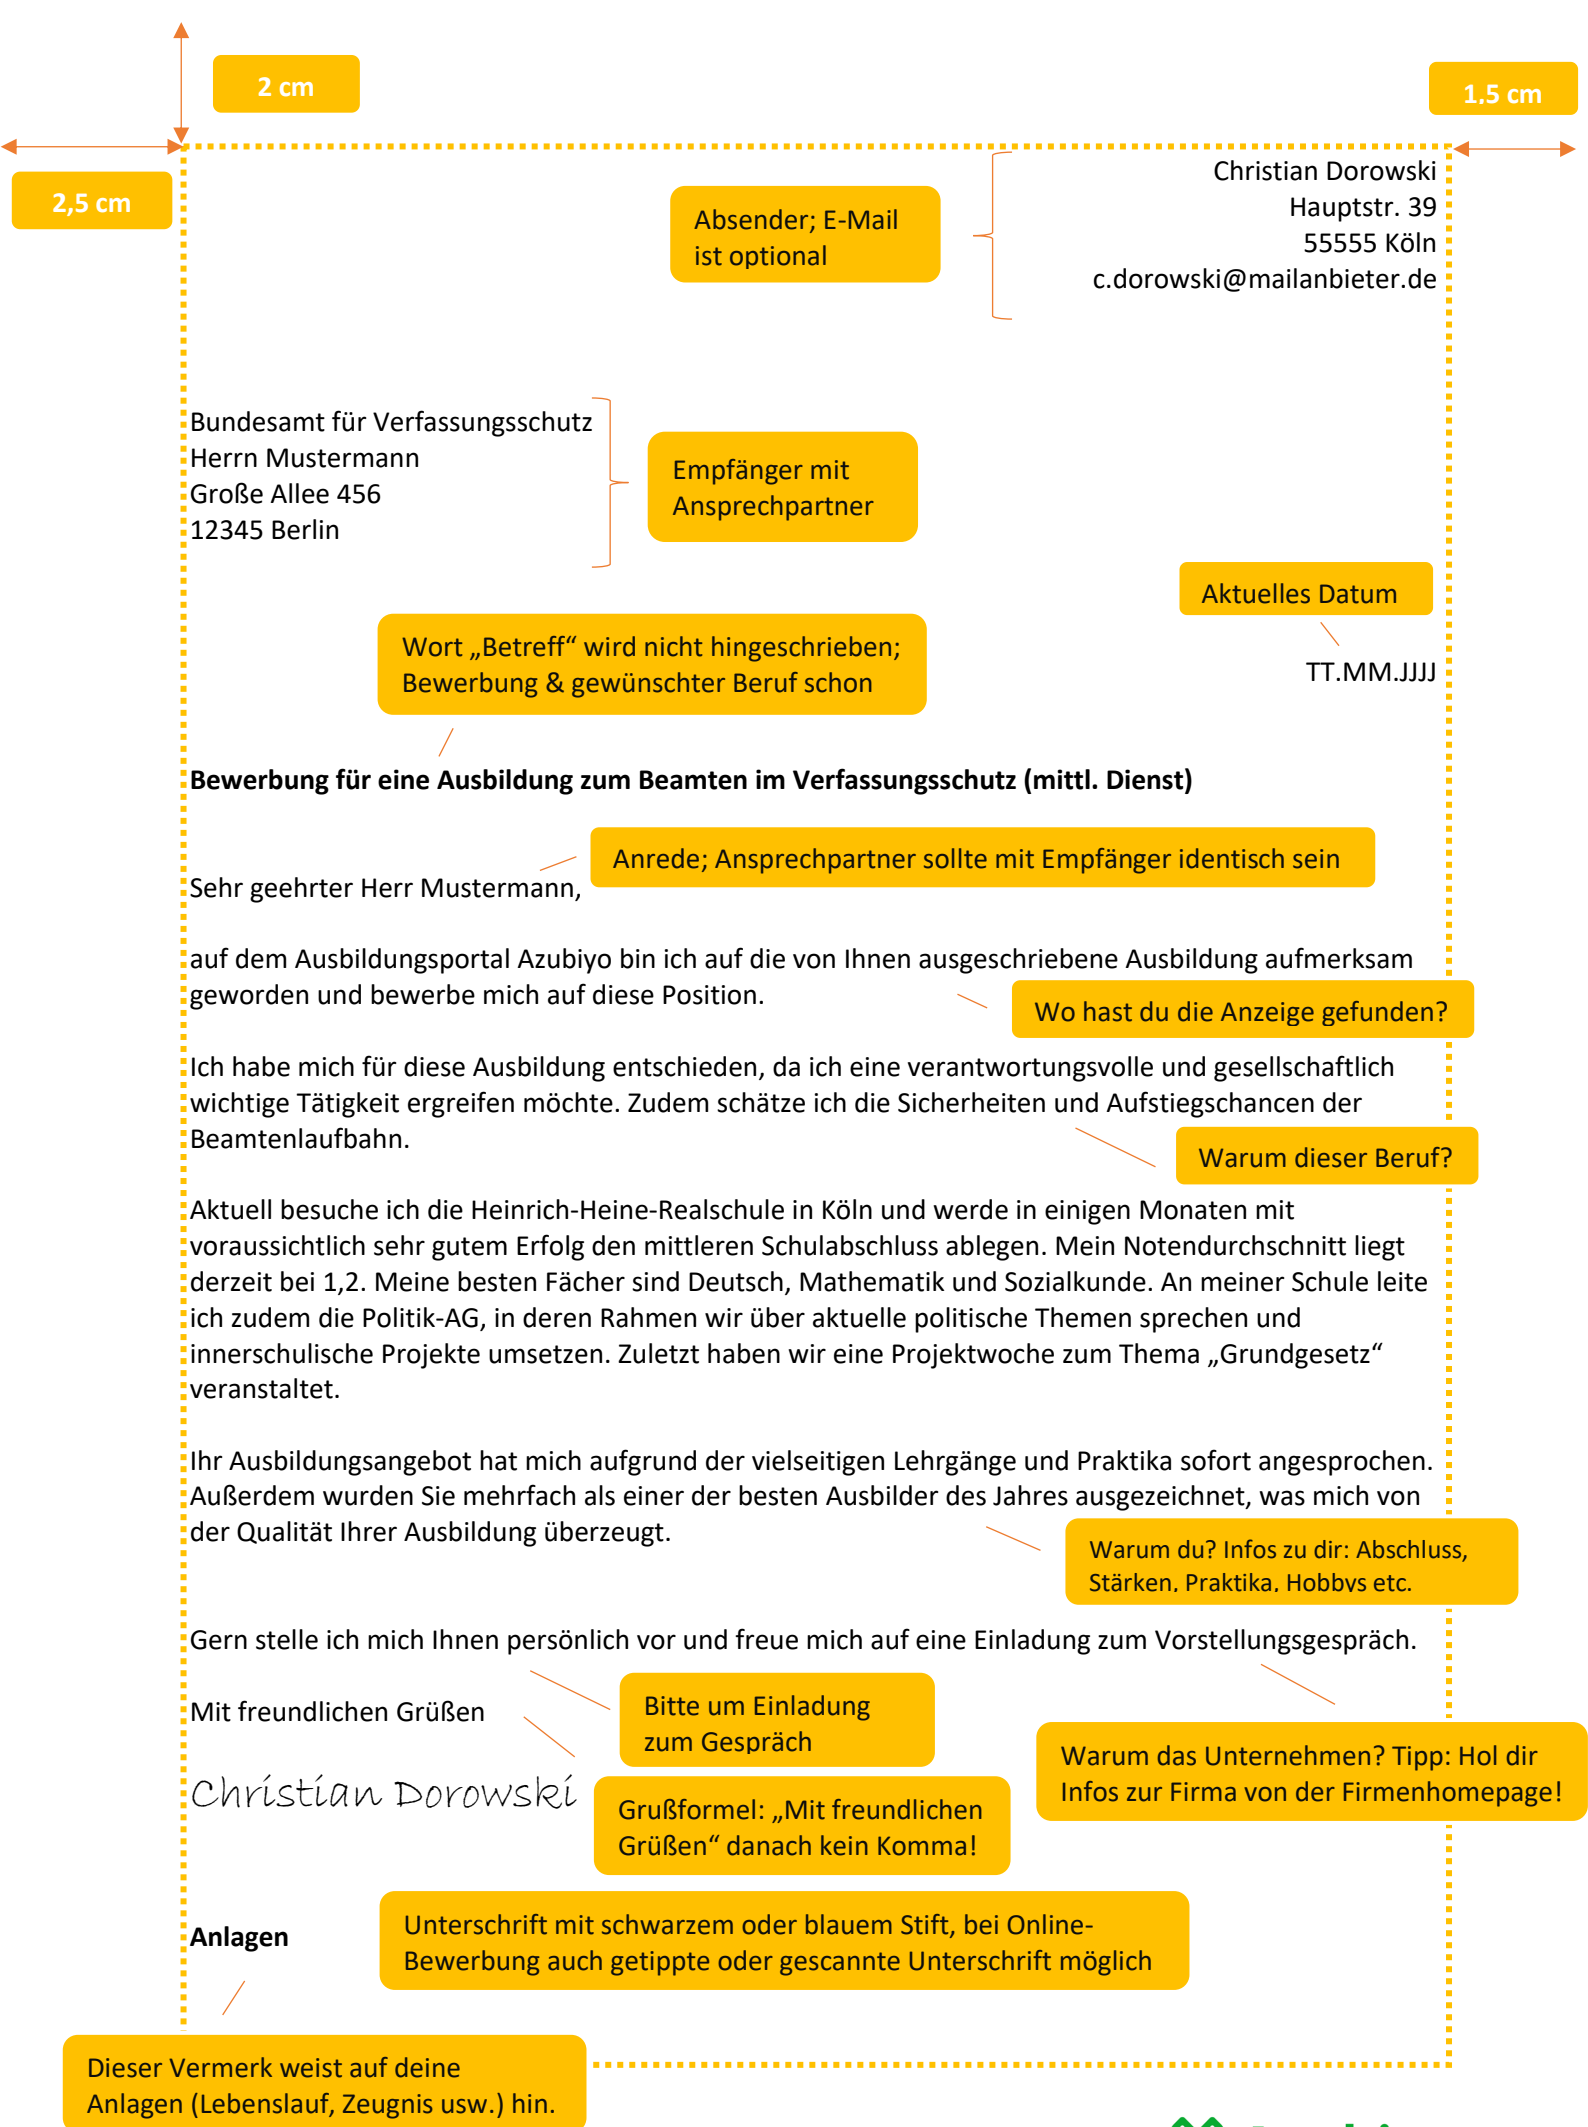 2 cm
1,5 cm
2,5 cm
Absender; E-Mail
ist optional
Christian Dorowski
Hauptstr. 39
55555 Köln
c.dorowski@mailanbieter.de
Bundesamt für Verfassungsschutz
Herrn Mustermann
Große Allee 456
12345 Berlin
Empfänger mit
Ansprechpartner
Aktuelles Datum
TT.MM.JJJJ
Wort „Betreff“ wird nicht hingeschrieben;
Bewerbung & gewünschter Beruf schon
Bewerbung für eine Ausbildung zum Beamten im Verfassungsschutz (mittl. Dienst)
Anrede; Ansprechpartner sollte mit Empfänger identisch sein
Sehr geehrter Herr Mustermann,
auf dem Ausbildungsportal Azubiyo bin ich auf die von Ihnen ausgeschriebene Ausbildung aufmerksam
geworden und bewerbe mich auf diese Position.
Wo hast du die Anzeige gefunden?
Ich habe mich für diese Ausbildung entschieden, da ich eine verantwortungsvolle und gesellschaftlich
wichtige Tätigkeit ergreifen möchte. Zudem schätze ich die Sicherheiten und Aufstiegschancen der
Beamtenlaufbahn.
Warum dieser Beruf?
Aktuell besuche ich die Heinrich-Heine-Realschule in Köln und werde in einigen Monaten mit
voraussichtlich sehr gutem Erfolg den mittleren Schulabschluss ablegen. Mein Notendurchschnitt liegt
derzeit bei 1,2. Meine besten Fächer sind Deutsch, Mathematik und Sozialkunde. An meiner Schule leite
ich zudem die Politik-AG, in deren Rahmen wir über aktuelle politische Themen sprechen und
innerschulische Projekte umsetzen. Zuletzt haben wir eine Projektwoche zum Thema „Grundgesetz“
veranstaltet.
Ihr Ausbildungsangebot hat mich aufgrund der vielseitigen Lehrgänge und Praktika sofort angesprochen.
Außerdem wurden Sie mehrfach als einer der besten Ausbilder des Jahres ausgezeichnet, was mich von
der Qualität Ihrer Ausbildung überzeugt.
Warum du? Infos zu dir: Abschluss,
Stärken, Praktika, Hobbys etc.
Gern stelle ich mich Ihnen persönlich vor und freue mich auf eine Einladung zum Vorstellungsgespräch.
Mit freundlichen Grüßen
Bitte um Einladung
zum Gespräch
Warum das Unternehmen? Tipp: Hol dir
Infos zur Firma von der Firmenhomepage!
Christian Dorowski
Grußformel: „Mit freundlichen
Grüßen“ danach kein Komma!
Anlagen
Unterschrift mit schwarzem oder blauem Stift, bei Online-
Bewerbung auch getippte oder gescannte Unterschrift möglich
Dieser Vermerk weist auf deine
Anlagen (Lebenslauf, Zeugnis usw.) hin.